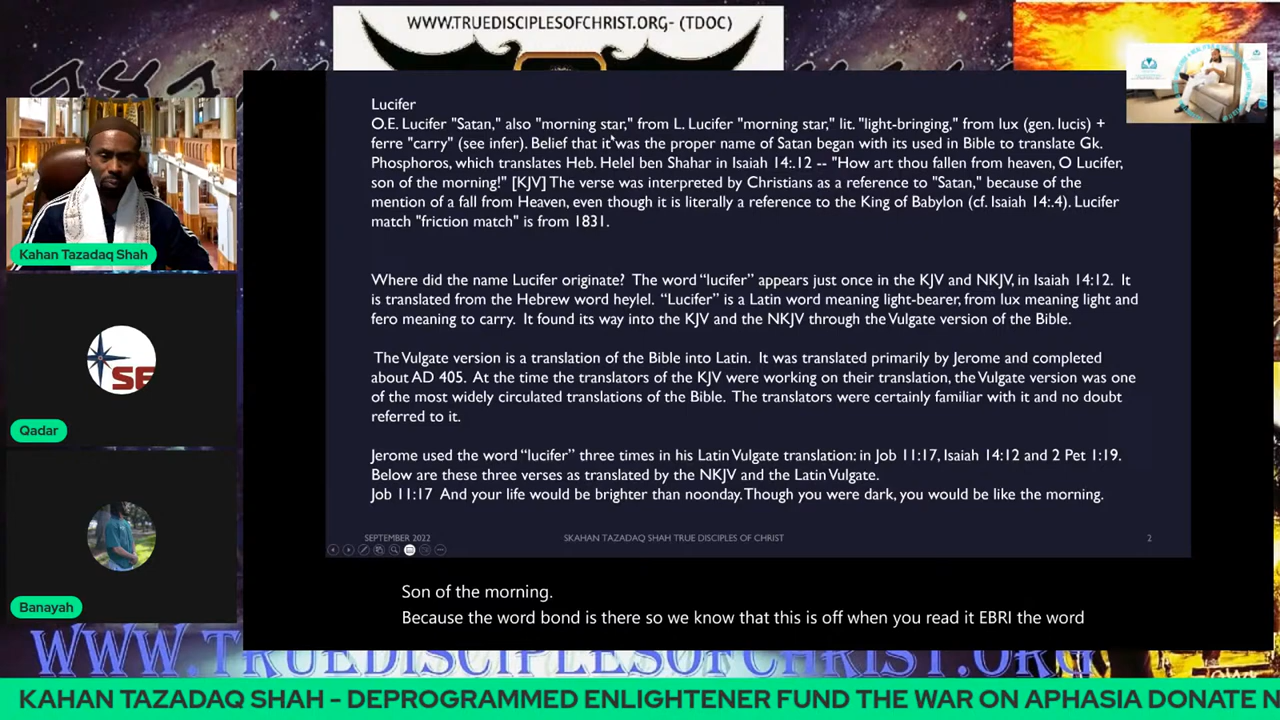 WWW.TRUEDISCIPLESOFCHRIST.ORG- (TDOC)
Lucifer
O.E. Lucifer "Satan," also "morning star," from L. Lucifer "morning star," lit. "light-bringing," from lux (gen. lucis) +
ferre "carry" (see infer). Belief that it was the proper name of Satan began with its used in Bible to translate Gk.
Phosphoros, which translates Heb. Helel ben Shahar in Isaiah 14:.12 -- "How art thou fallen from heaven, O Lucifer,
son of the morning!" [KJV] The verse was interpreted by Christians as a reference to "Satan," because of the
mention of a fall from Heaven, even though it is literally a reference to the King of Babylon (cf. Isaiah 14:.4). Lucifer
match "friction match" is from 1831.
Where did the name Lucifer originate?  The word “lucifer” appears just once in the KJV and NKJV, in Isaiah 14:12.  It
is translated from the Hebrew word heylel.  “Lucifer” is a Latin word meaning light-bearer, from lux meaning light and
fero meaning to carry.  It found its way into the KJV and the NKJV through the Vulgate version of the Bible.
The Vulgate version is a translation of the Bible into Latin.  It was translated primarily by Jerome and completed
about AD 405.  At the time the translators of the KJV were working on their translation, the Vulgate version was one
of the most widely circulated translations of the Bible.  The translators were certainly familiar with it and no doubt
referred to it.
Jerome used the word “lucifer” three times in his Latin Vulgate translation: in Job 11:17, Isaiah 14:12 and 2 Pet 1:19.
Below are these three verses as translated by the NKJV and the Latin Vulgate.
Job 11:17  And your life would be brighter than noonday. Though you were dark, you would be like the morning.
SEPTEMBER 2022
SKAHAN TAZADAQ SHAH TRUE DISCIPLES OF CHRIST
2
Kahan Tazadaq Shah
SE
Qadar
Banayah
Son of the morning.
Because the word bond is there so we know that this is off when you read it EBRI the word
WWW.TRUEDISCIPLESOFCHRIST.ORG
KAHAN TAZADAQ SHAH - DEPROGRAMMED ENLIGHTENER FUND THE WAR ON APHASIA DONATE N